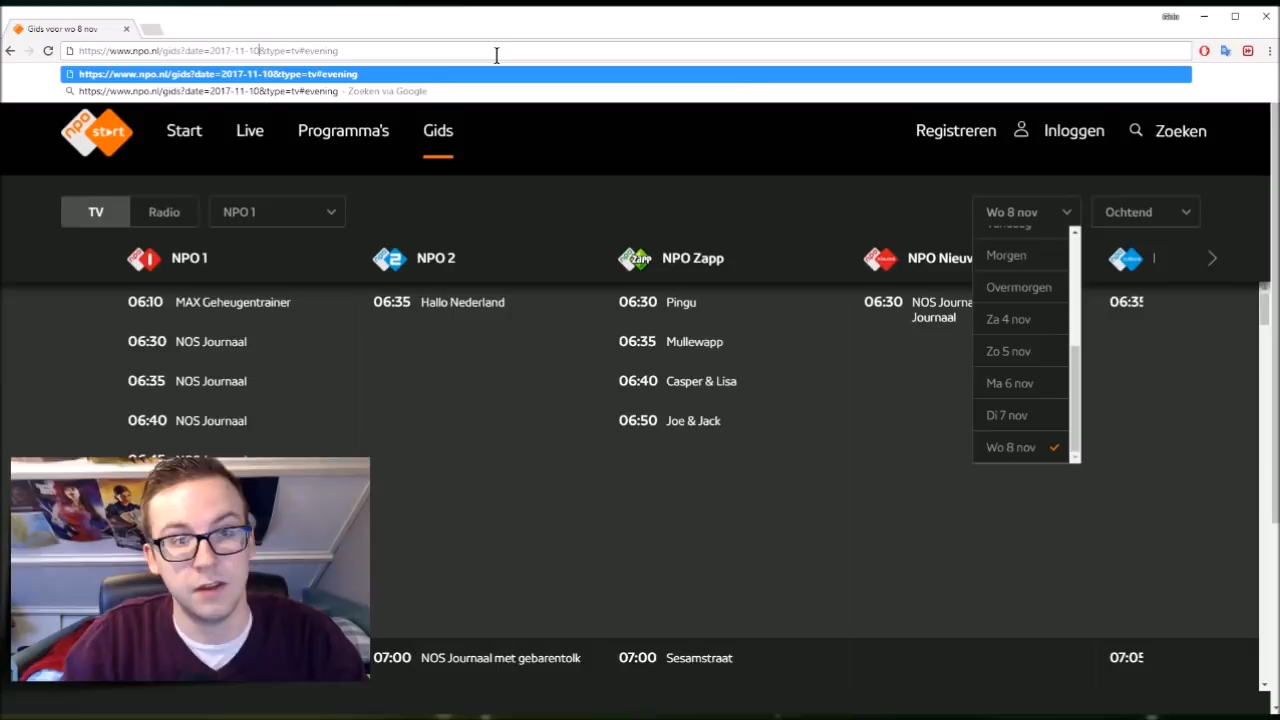 Gids voor wo 8 nov
https://www.npo.nl/gids?date=2017-11-10&type=tv#evening
https://www.npo.nl/gids?date=2017-11-10&type=tv#evening
https://www.npo.nl/gids?date=2017-11-10&type=tv#evening - Zoeken via Google
npo start
Start
Live
Programma's
Gids
Registreren
Inloggen
Zoeken
TV
Radio
NPO 1
Wo 8 nov
Ochtend
NPO 1
NPO 2
Zapp
NPO Zapp
NPO Nieuw
Morgen
Overmorgen
Za 4 nov
Zo 5 nov
Ma 6 nov
Di 7 nov
Wo 8 nov
06:10 MAX Geheugentrainer
06:30 NOS Journaal
06:35 NOS Journaal
06:40 NOS Journaal
06:35 Hallo Nederland
06:30 Pingu
06:35 Mullewapp
06:40 Casper & Lisa
06:50 Joe & Jack
06:30 NOS Journa
Journaal
06:35
07:00 NOS Journaal met gebarentolk
07:00 Sesamstraat
07:05